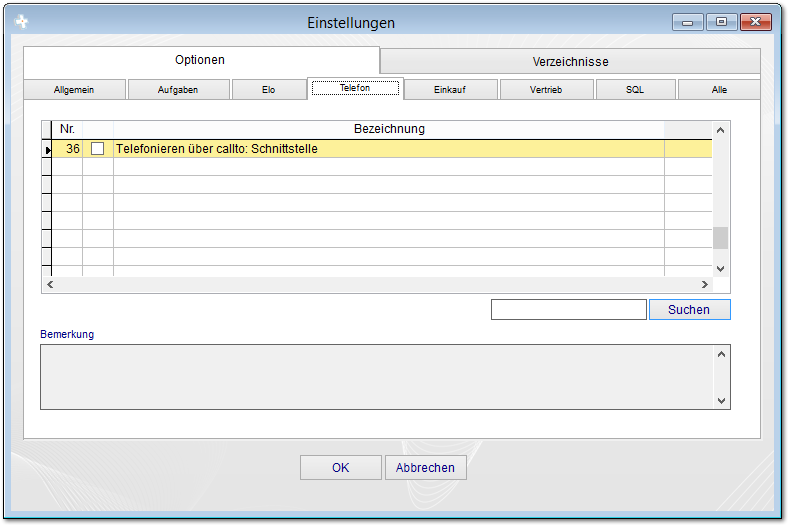 Einstellungen
Optionen Verzeichnisse
Allgemein Aufgaben Elo Telefon Einkauf Vertrieb SQL Alle
Nr. Bezeichnung
36 Telefonieren über callto: Schnittstelle
Suchen
Bemerkung
OK Abbrechen